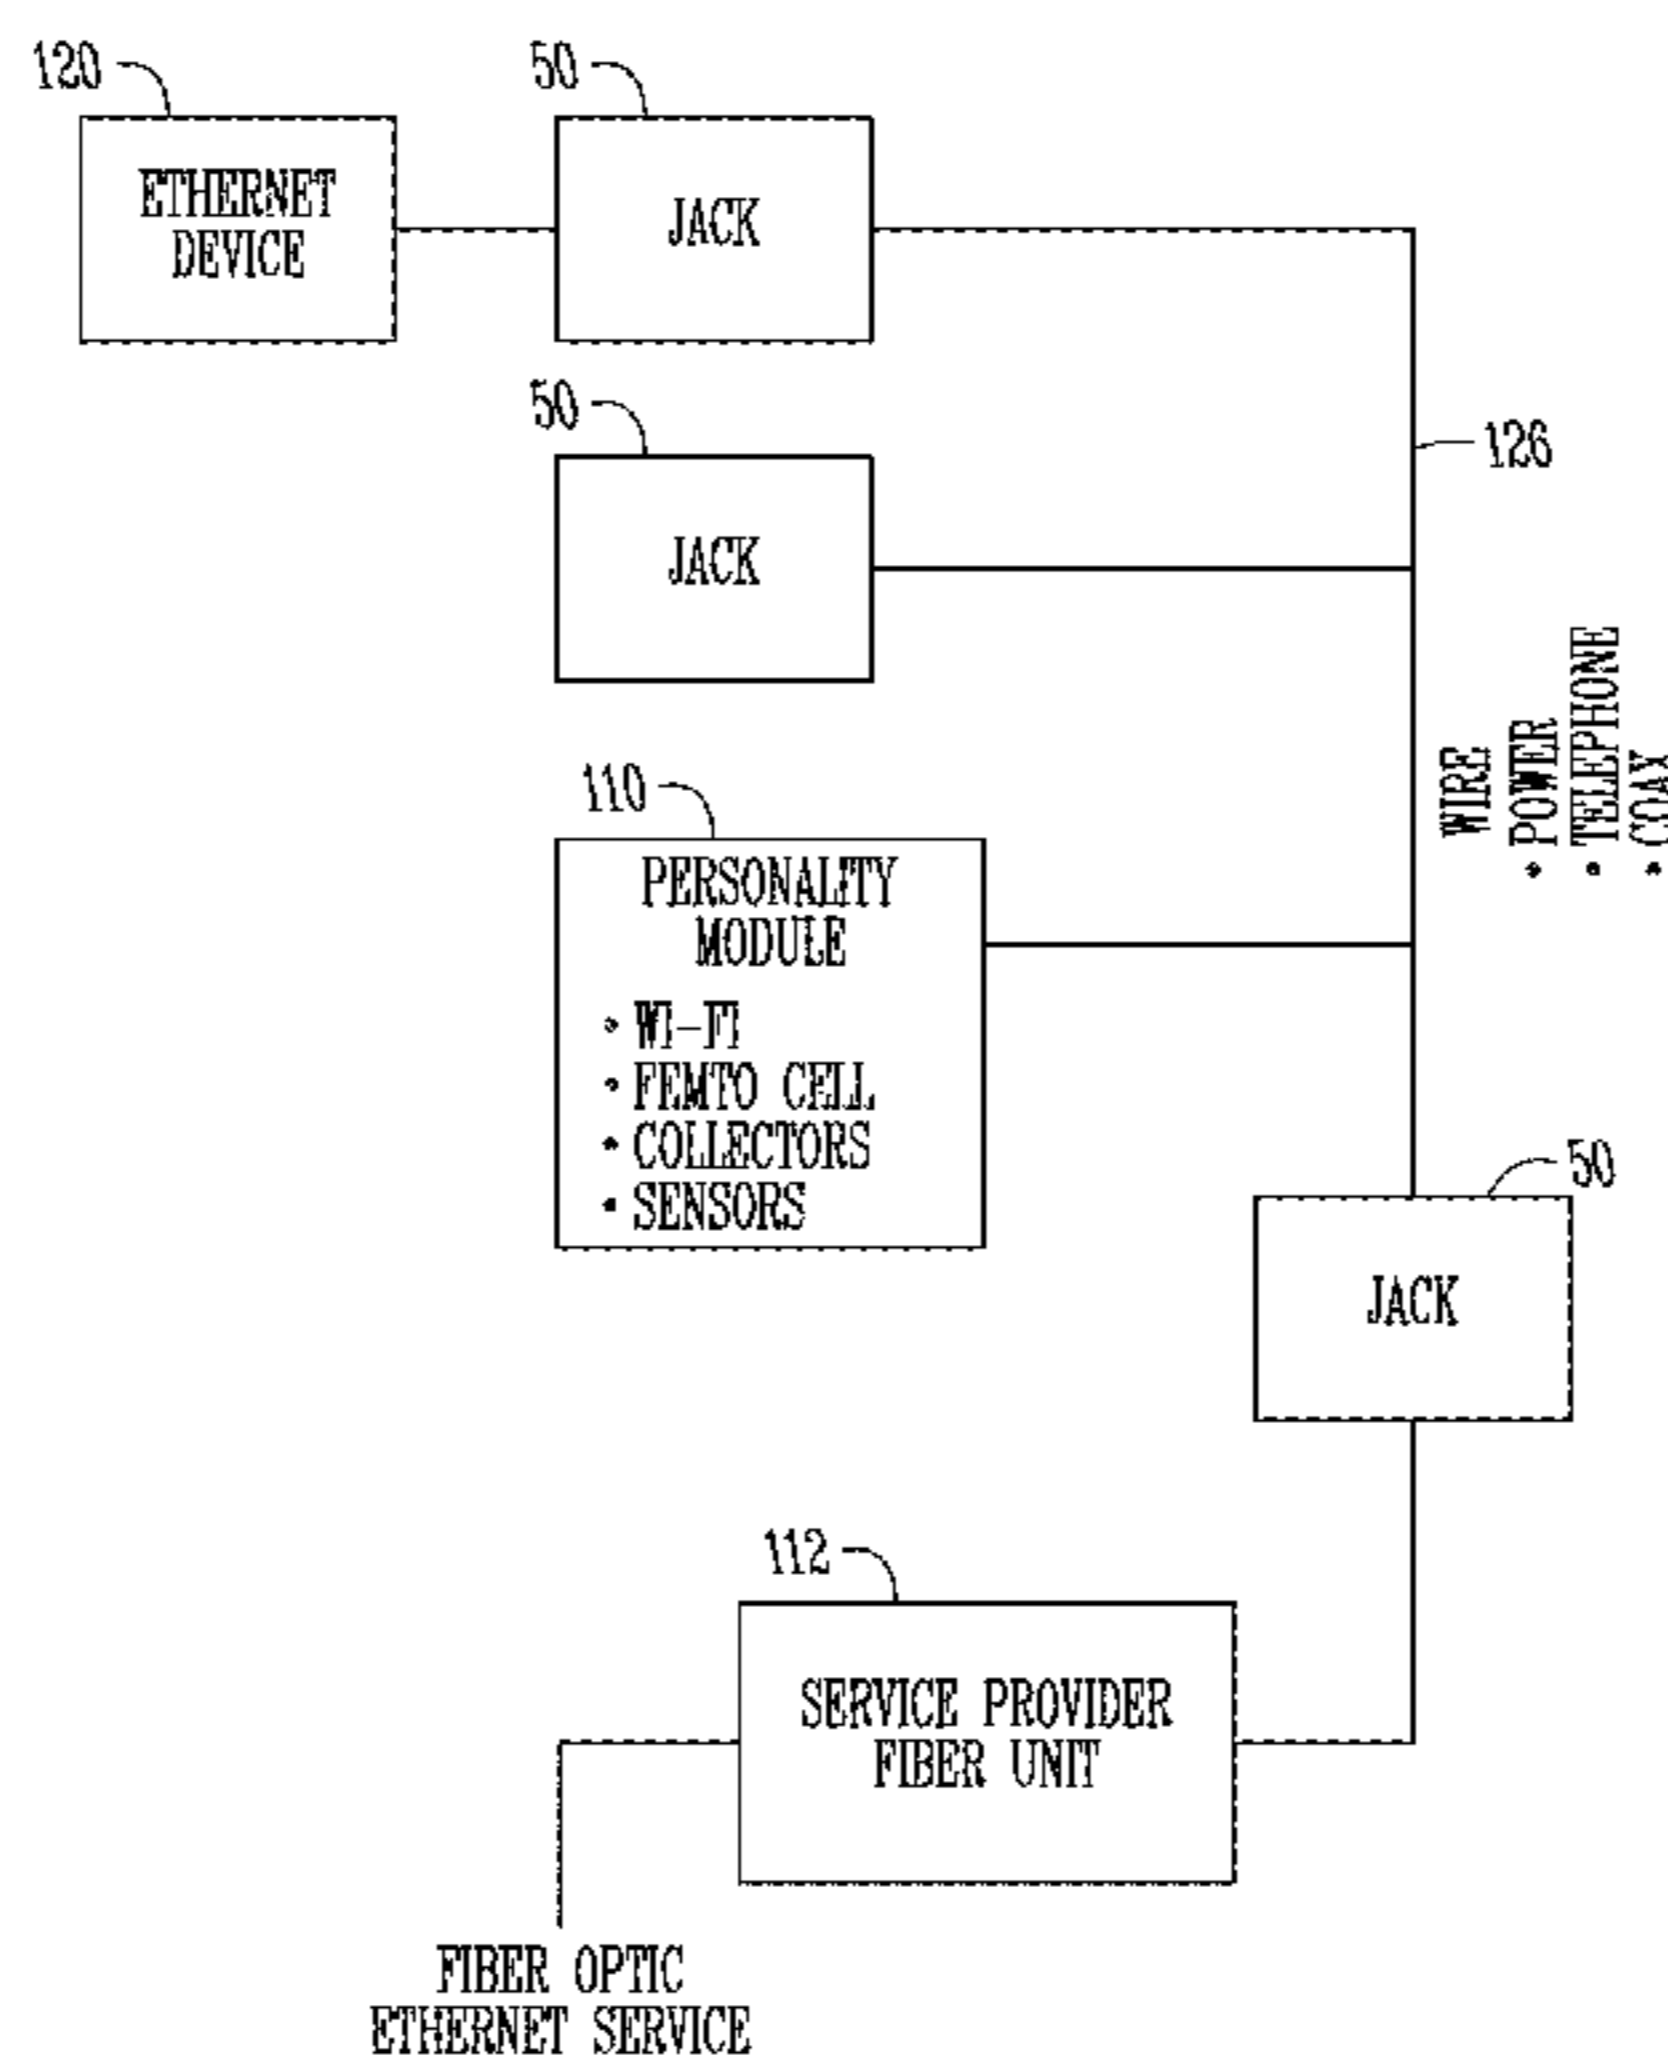 120
50
ETHERNET
DEVICE
JACK
50
JACK
126
WIRE
• POWER
• TELEPHONE
• COAX
110
PERSONALITY
MODULE
• WI-FI
• FEMTO CELL
• COLLECTORS
• SENSORS
50
JACK
112
SERVICE PROVIDER
FIBER UNIT
FIBER OPTIC
ETHERNET SERVICE